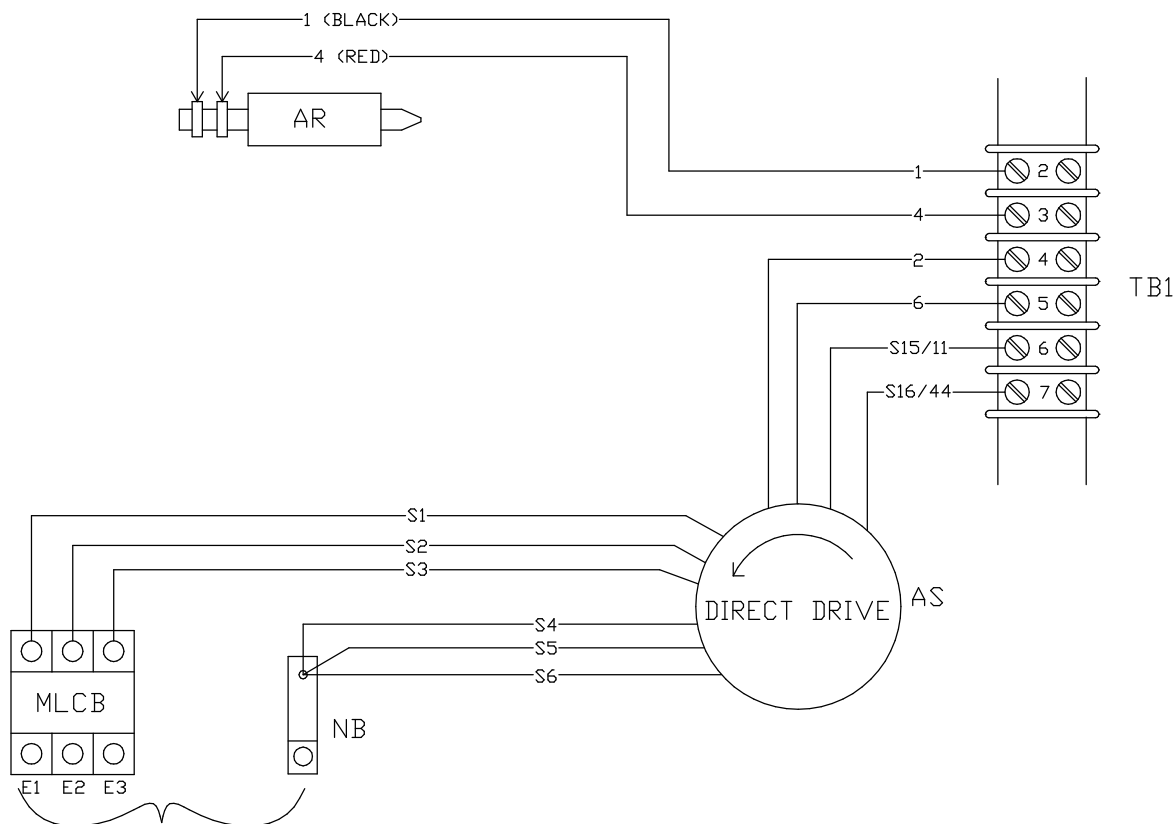 1 (BLACK)
4 (RED)
AR
1
2
4
3
2
4
TB1
6
5
S15/11
6
S16/44
7
S1
S2
S3
AS
DIRECT DRIVE
S4
S5
S6
MLCB
NB
E1 E2 E3